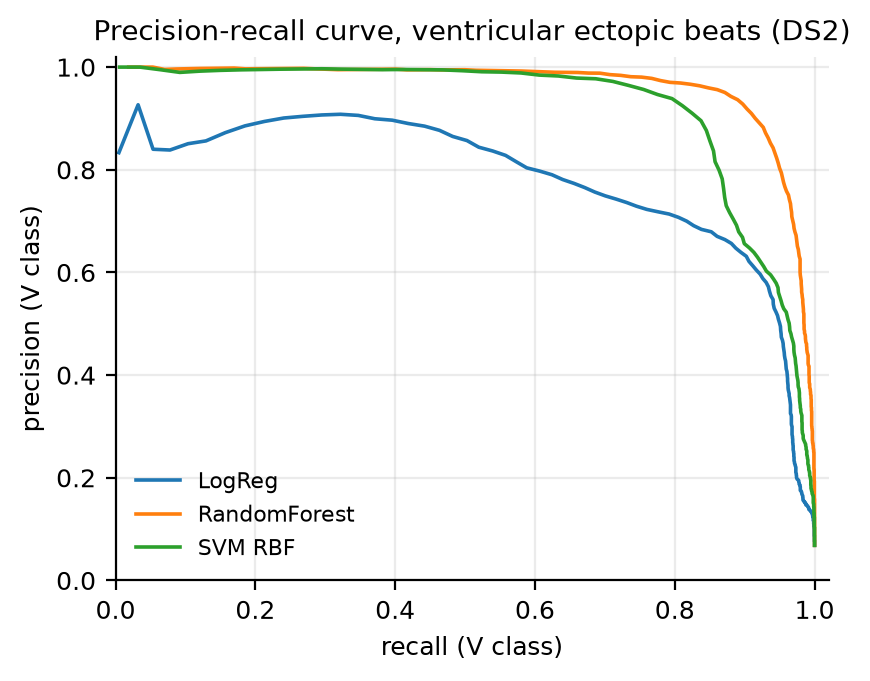 Precision-recall curve, ventricular ectopic beats (DS2)
precision (V class)
1.0
0.8
0.6
0.4
0.2
0.0
LogReg
RandomForest
SVM RBF
0.0 0.2 0.4 0.6 0.8 1.0
recall (V class)